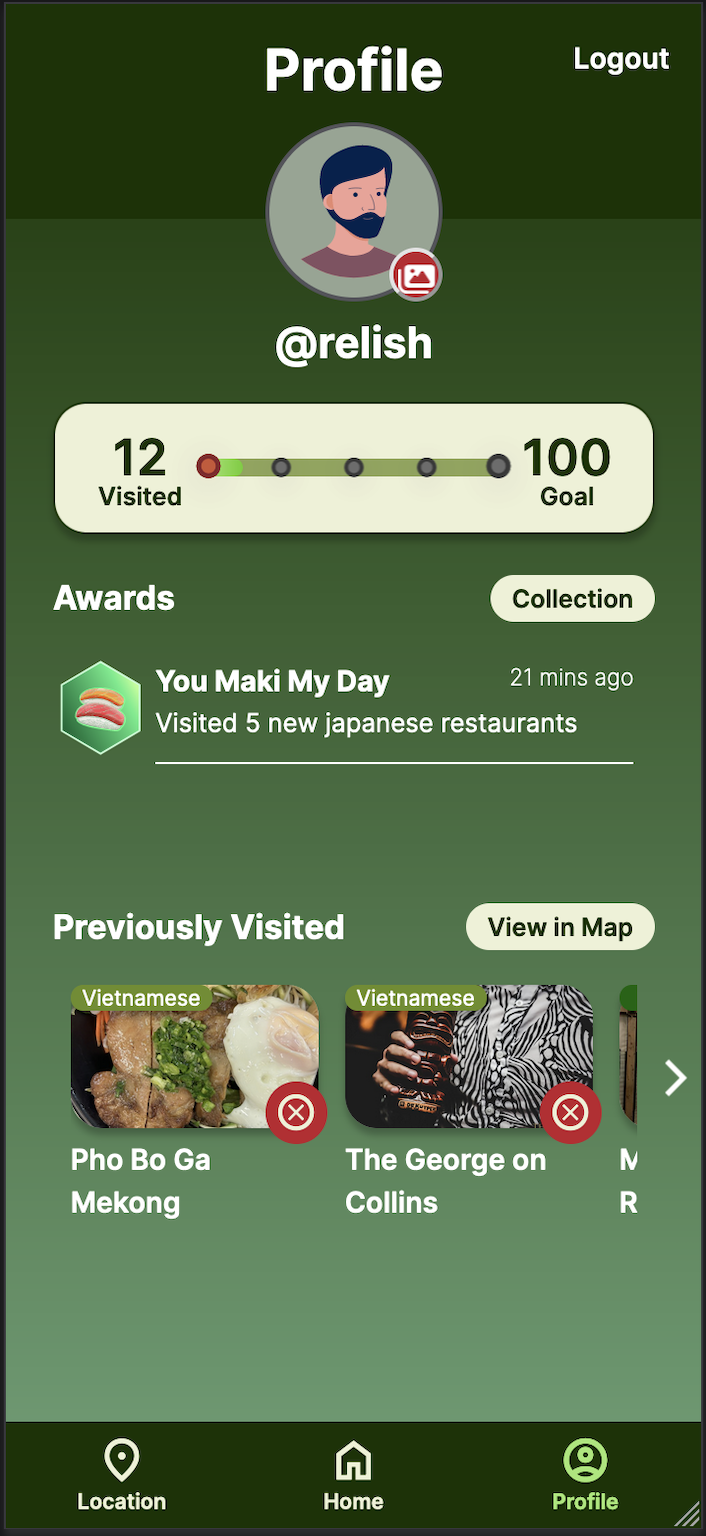 Profile
Logout
@relish
12
Visited
100
Goal
Awards
Collection
You Maki My Day
21 mins ago
Visited 5 new japanese restaurants
Previously Visited
View in Map
Vietnamese
Vietnamese
Pho Bo Ga
Mekong
The George on
Collins
M
R
Location
Home
Profile